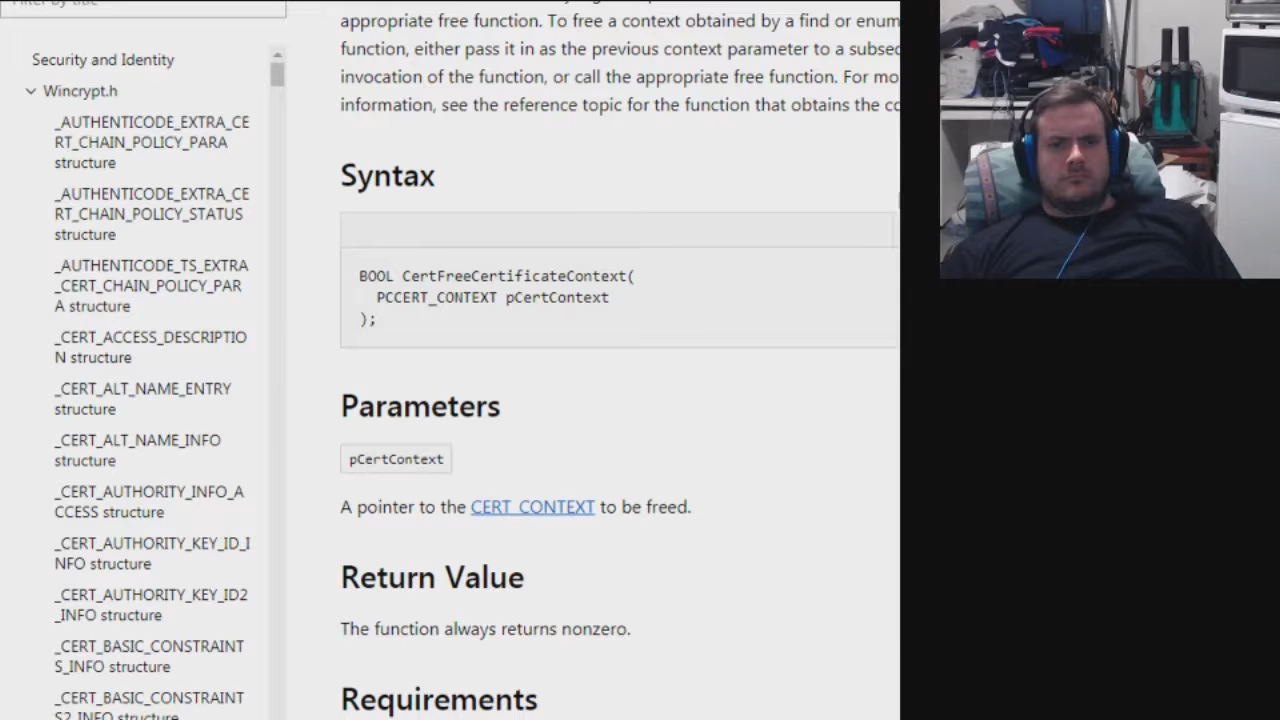 Security and Identity
Wincrypt.h
_AUTHENTICODE_EXTRA_CE
RT_CHAIN_POLICY_PARA
structure
_AUTHENTICODE_EXTRA_CE
RT_CHAIN_POLICY_STATUS
structure
_AUTHENTICODE_TS_EXTRA
_CERT_CHAIN_POLICY_PAR
A structure
_CERT_ACCESS_DESCRIPTIO
N structure
_CERT_ALT_NAME_ENTRY
structure
_CERT_ALT_NAME_INFO
structure
_CERT_AUTHORITY_INFO_A
CCESS structure
_CERT_AUTHORITY_KEY_ID_I
NFO structure
_CERT_AUTHORITY_KEY_ID2
_INFO structure
_CERT_BASIC_CONSTRAINT
S_INFO structure
_CERT_BASIC_CONSTRAINT
S2_INFO structure
appropriate free function. To free a context obtained by a find or enum
function, either pass it in as the previous context parameter to a subsec
invocation of the function, or call the appropriate free function. For mo
information, see the reference topic for the function that obtains the co
Syntax
BOOL CertFreeCertificateContext(
PCCERT_CONTEXT pCertContext
);
Parameters
pCertContext
A pointer to the CERT_CONTEXT to be freed.
Return Value
The function always returns nonzero.
Requirements